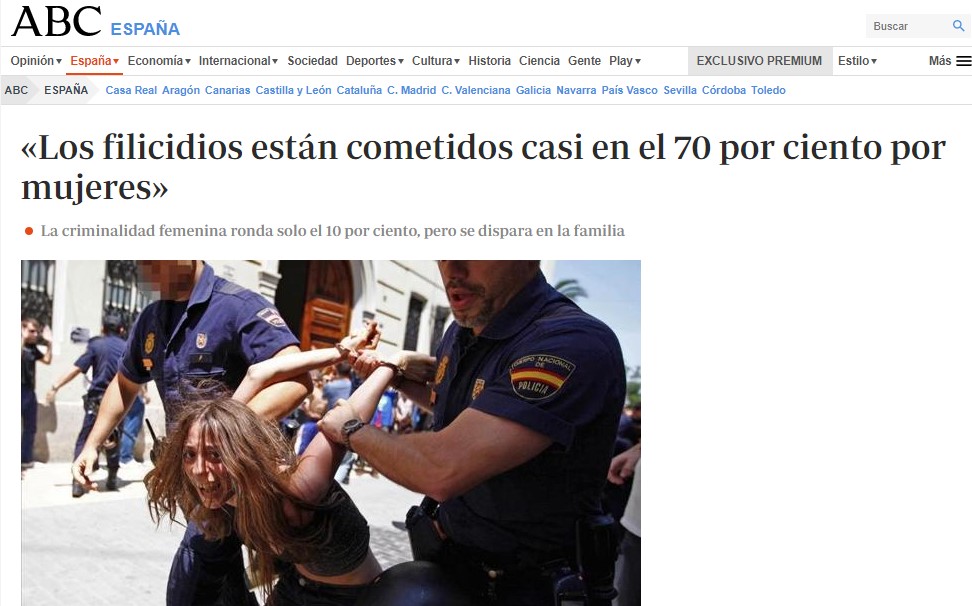 ABC ESPAÑA
Buscar
Opinión España Economía Internacional Sociedad Deportes Cultura Historia Ciencia Gente Play EXCLUSIVO PREMIUM Estilo Más
ABC ESPAÑA Casa Real Aragón Canarias Castilla y León Cataluña C. Madrid C. Valenciana Galicia Navarra País Vasco Sevilla Córdoba Toledo
«Los filicidios están cometidos casi en el 70 por ciento por
mujeres»
La criminalidad femenina ronda solo el 10 por ciento, pero se dispara en la familia
CUERPO NACIONAL
DE
POLICIA